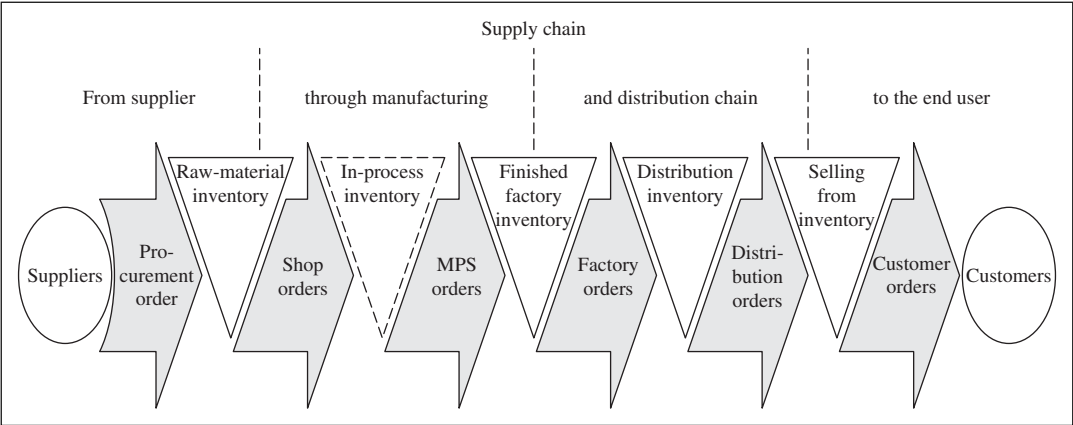 Supply chain
From supplier
through manufacturing
and distribution chain
to the end user
Suppliers
Pro-
curement
order
Raw-material
inventory
Shop
orders
In-process
inventory
MPS
orders
Finished
factory
inventory
Factory
orders
Distribution
inventory
Distri-
bution
orders
Selling
from
inventory
Customer
orders
Customers